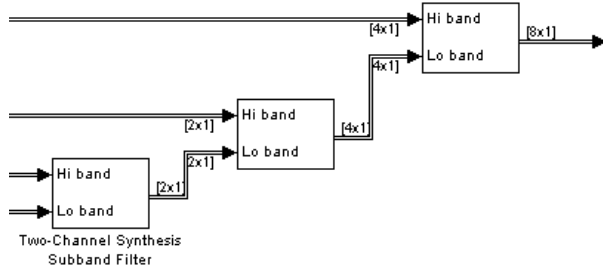 Hi band
[4x1]
[8x1]
Lo band
4x1]
Hi band
[2x1]
[4x1]
Lo band
2x1]
Hi band
[2x1]
Lo band
Two-Channel Synthesis
Subband Filter